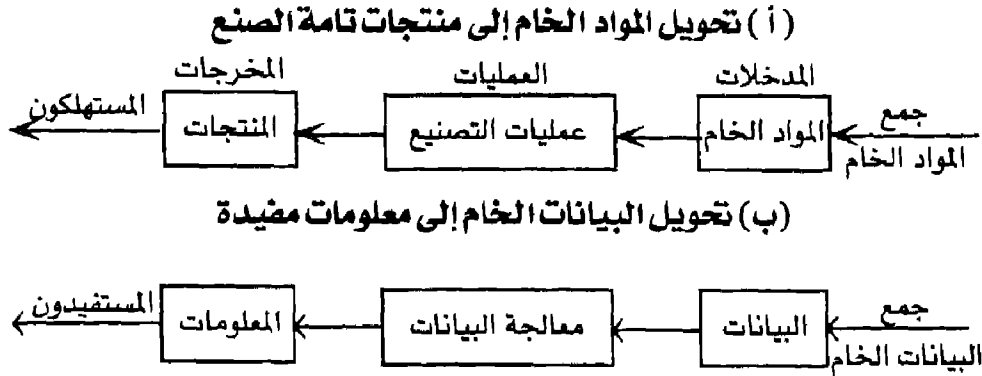 (أ) تحويل المواد الخام إلى منتجات تامة الصنع
المدخلات العمليات المخرجات
جمع المواد الخام المواد الخام عمليات التصنيع المنتجات المستهلكون
(ب) تحويل البيانات الخام إلى معلومات مفيدة
جمع البيانات الخام البيانات معالجة البيانات المعلومات المستفيدون